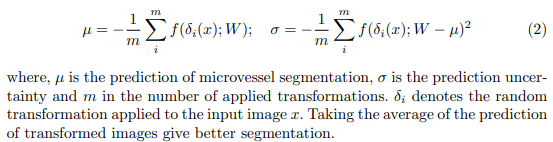 μ = −1/m ∑_i^m f(δ_i(x); W); σ = −1/m ∑_i^m f(δ_i(x); W − μ)² (2)
where, μ is the prediction of microvessel segmentation, σ is the prediction uncer-
tainty and m in the number of applied transformations. δ_i denotes the random
transformation applied to the input image x. Taking the average of the prediction
of transformed images give better segmentation.